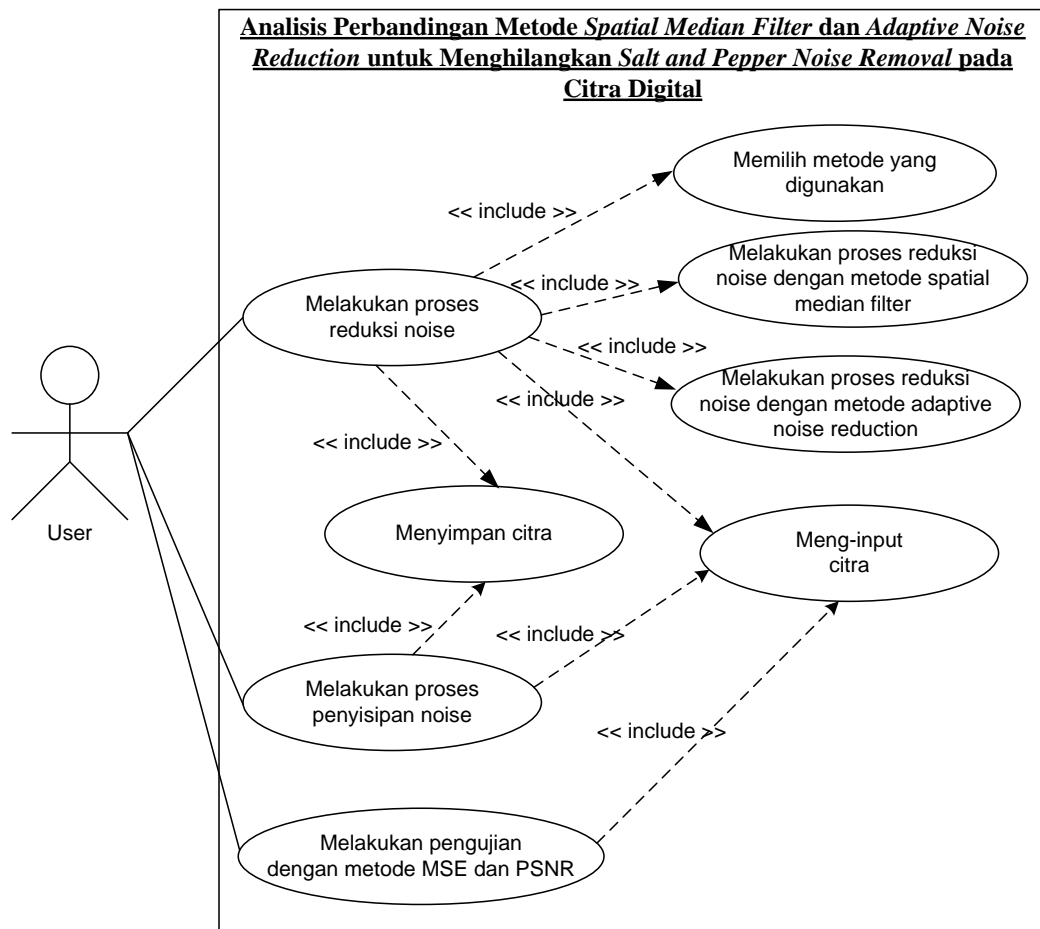 Analisis Perbandingan Metode Spatial Median Filter dan Adaptive Noise
Reduction untuk Menghilangkan Salt and Pepper Noise Removal pada
Citra Digital
Memilih metode yang
digunakan
<< include >>
Melakukan proses reduksi
noise dengan metode spatial
median filter
<< include >>
Melakukan proses
reduksi noise
<< include >>
Melakukan proses reduksi
noise dengan metode adaptive
noise reduction
<< include >>
<< include >>
User
Menyimpan citra
Meng-input
citra
<< include >>
<< include >>
Melakukan proses
penyisipan noise
<< include >>
Melakukan pengujian
dengan metode MSE dan PSNR